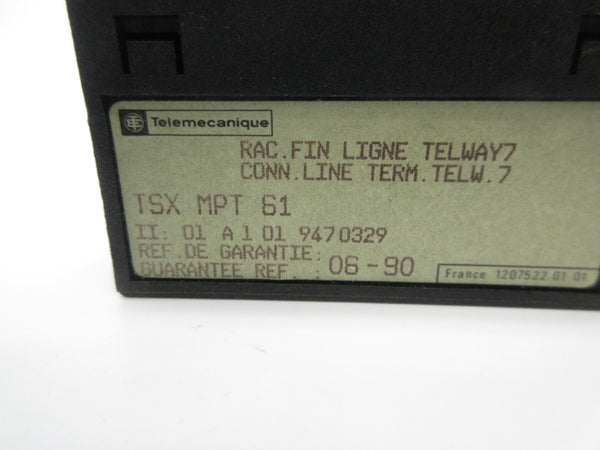 Telemecanique
RAC.FIN LIGNE TELWAY7
CONN.LINE TERM.TELW.7
TSX MPT 61
II: 01 A 1 01 9470329
REF.DE GARANTIE:
GUARANTEE REF. .: 06-90
France 1207522 01 01